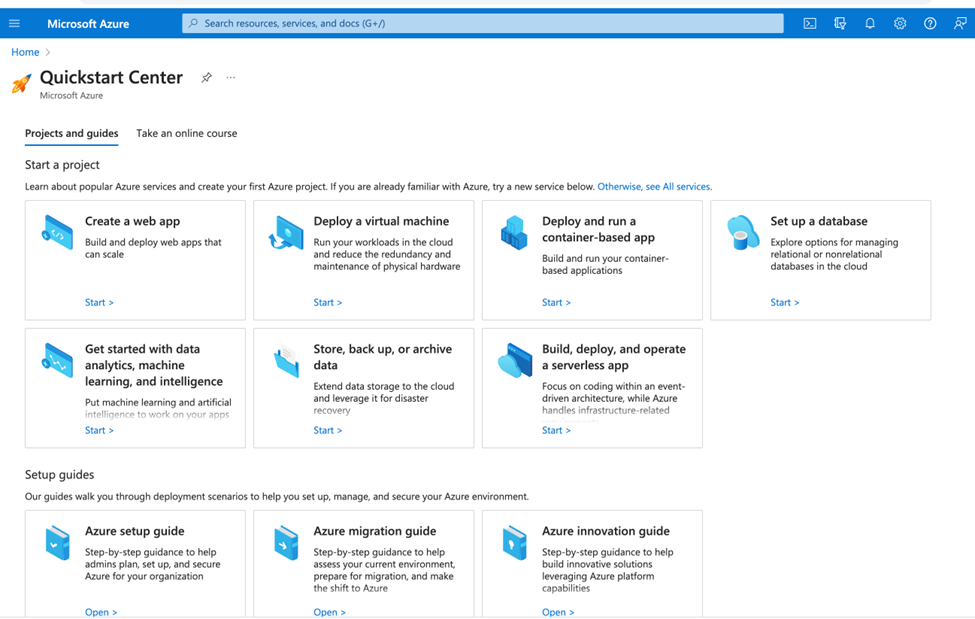 Microsoft Azure
Search resources, services, and docs (G+/)
Home >
Quickstart Center
...
Microsoft Azure
Projects and guides
Take an online course
Start a project
Learn about popular Azure services and create your first Azure project. If you are already familiar with Azure, try a new service below. Otherwise, see All services.
Create a web app
Build and deploy web apps that
can scale
Start >
Deploy a virtual machine
Run your workloads in the cloud
and reduce the redundancy and
maintenance of physical hardware
Start >
Deploy and run a
container-based app
Build and run your container-
based applications
Start >
Set up a database
Explore options for managing
relational or nonrelational
databases in the cloud
Start >
Get started with data
analytics, machine
learning, and intelligence
Put machine learning and artificial
intelligence to work on your apps
Start >
Store, back up, or archive
data
Extend data storage to the cloud
and leverage it for disaster
recovery
Start >
Build, deploy, and operate
a serverless app
Focus on coding within an event-
driven architecture, while Azure
handles infrastructure-related
Start >
Setup guides
Our guides walk you through deployment scenarios to help you set up, manage, and secure your Azure environment.
Azure setup guide
Step-by-step guidance to help
admins plan, set up, and secure
Azure for your organization
Open >
Azure migration guide
Step-by-step guidance to help
assess your current environment,
prepare for migration, and make
the shift to Azure
Open >
Azure innovation guide
Step-by-step guidance to help
build innovative solutions
leveraging Azure platform
capabilities
Open >